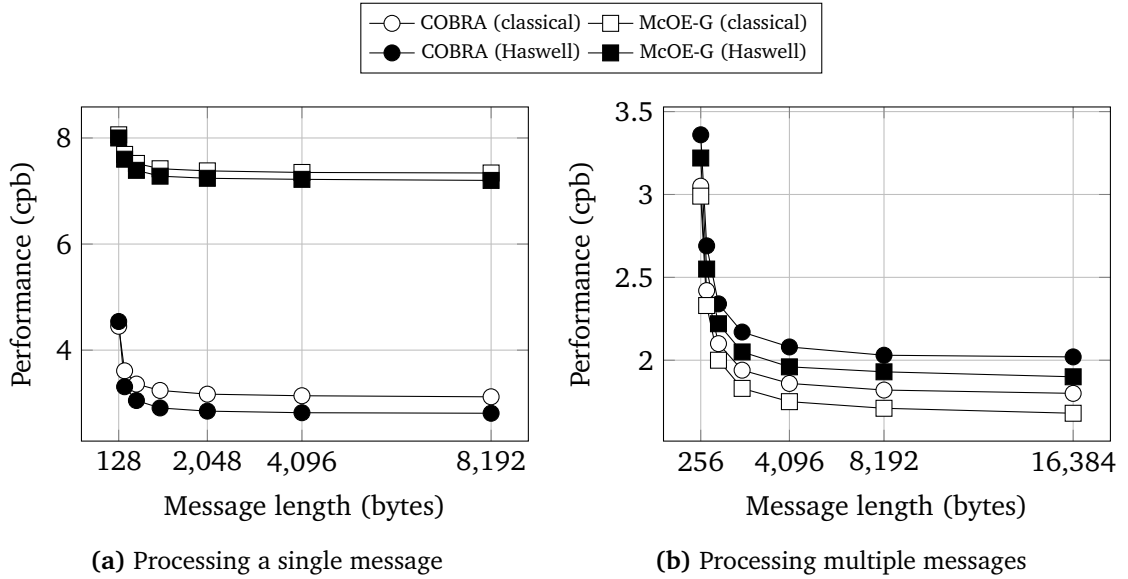 COBRA (classical) McOE-G (classical)
COBRA (Haswell) McOE-G (Haswell)
8
6
4
Performance (cpb)
128 2,048 4,096 8,192
Message length (bytes)
(a) Processing a single message
3.5
3
2.5
2
Performance (cpb)
256 4,096 8,192 16,384
Message length (bytes)
(b) Processing multiple messages